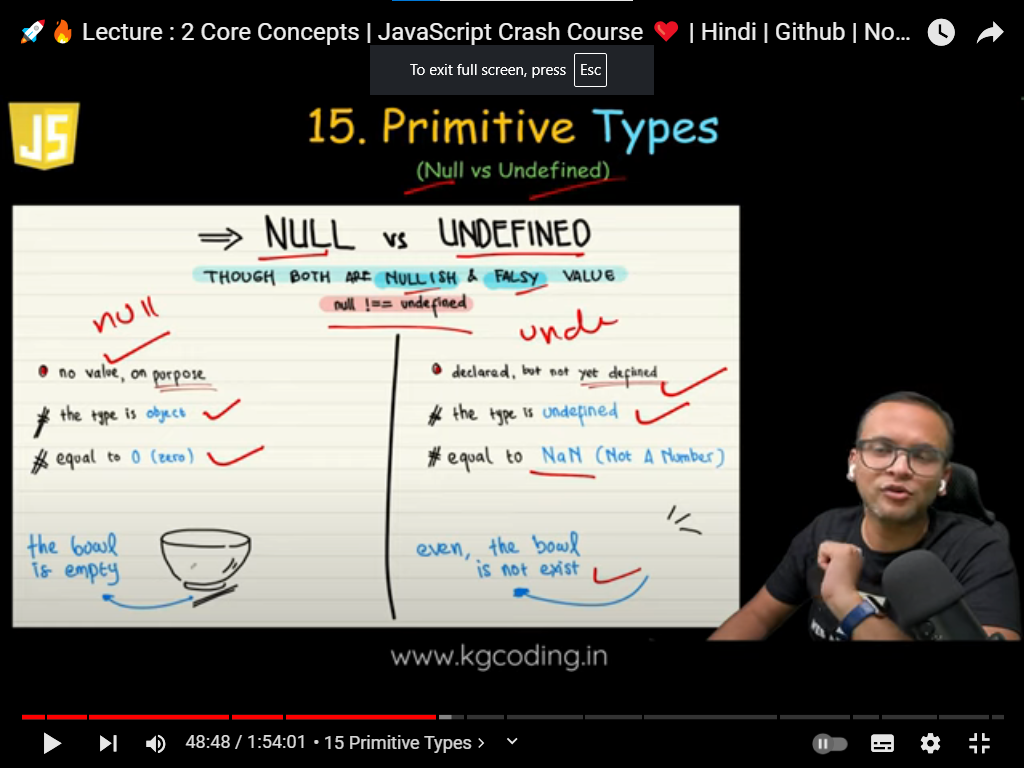 🚀🔥 Lecture : 2 Core Concepts | JavaScript Crash Course ❤️ | Hindi | Github | No...
To exit full screen, press Esc
JS
15. Primitive Types
(Null vs Undefined)
⇒ NULL vs UNDEFINED
THOUGH BOTH ARE NULLISH & FALSY VALUE
null !== undefined
null
unde
• no value, on purpose
# the type is object
# equal to 0 (zero)
the bowl
is empty
• declared, but not yet defined
# the type is undefined
# equal to NaN (Not A Number)
even, the bowl
is not exist
www.kgcoding.in
48:48 / 1:54:01 • 15 Primitive Types >